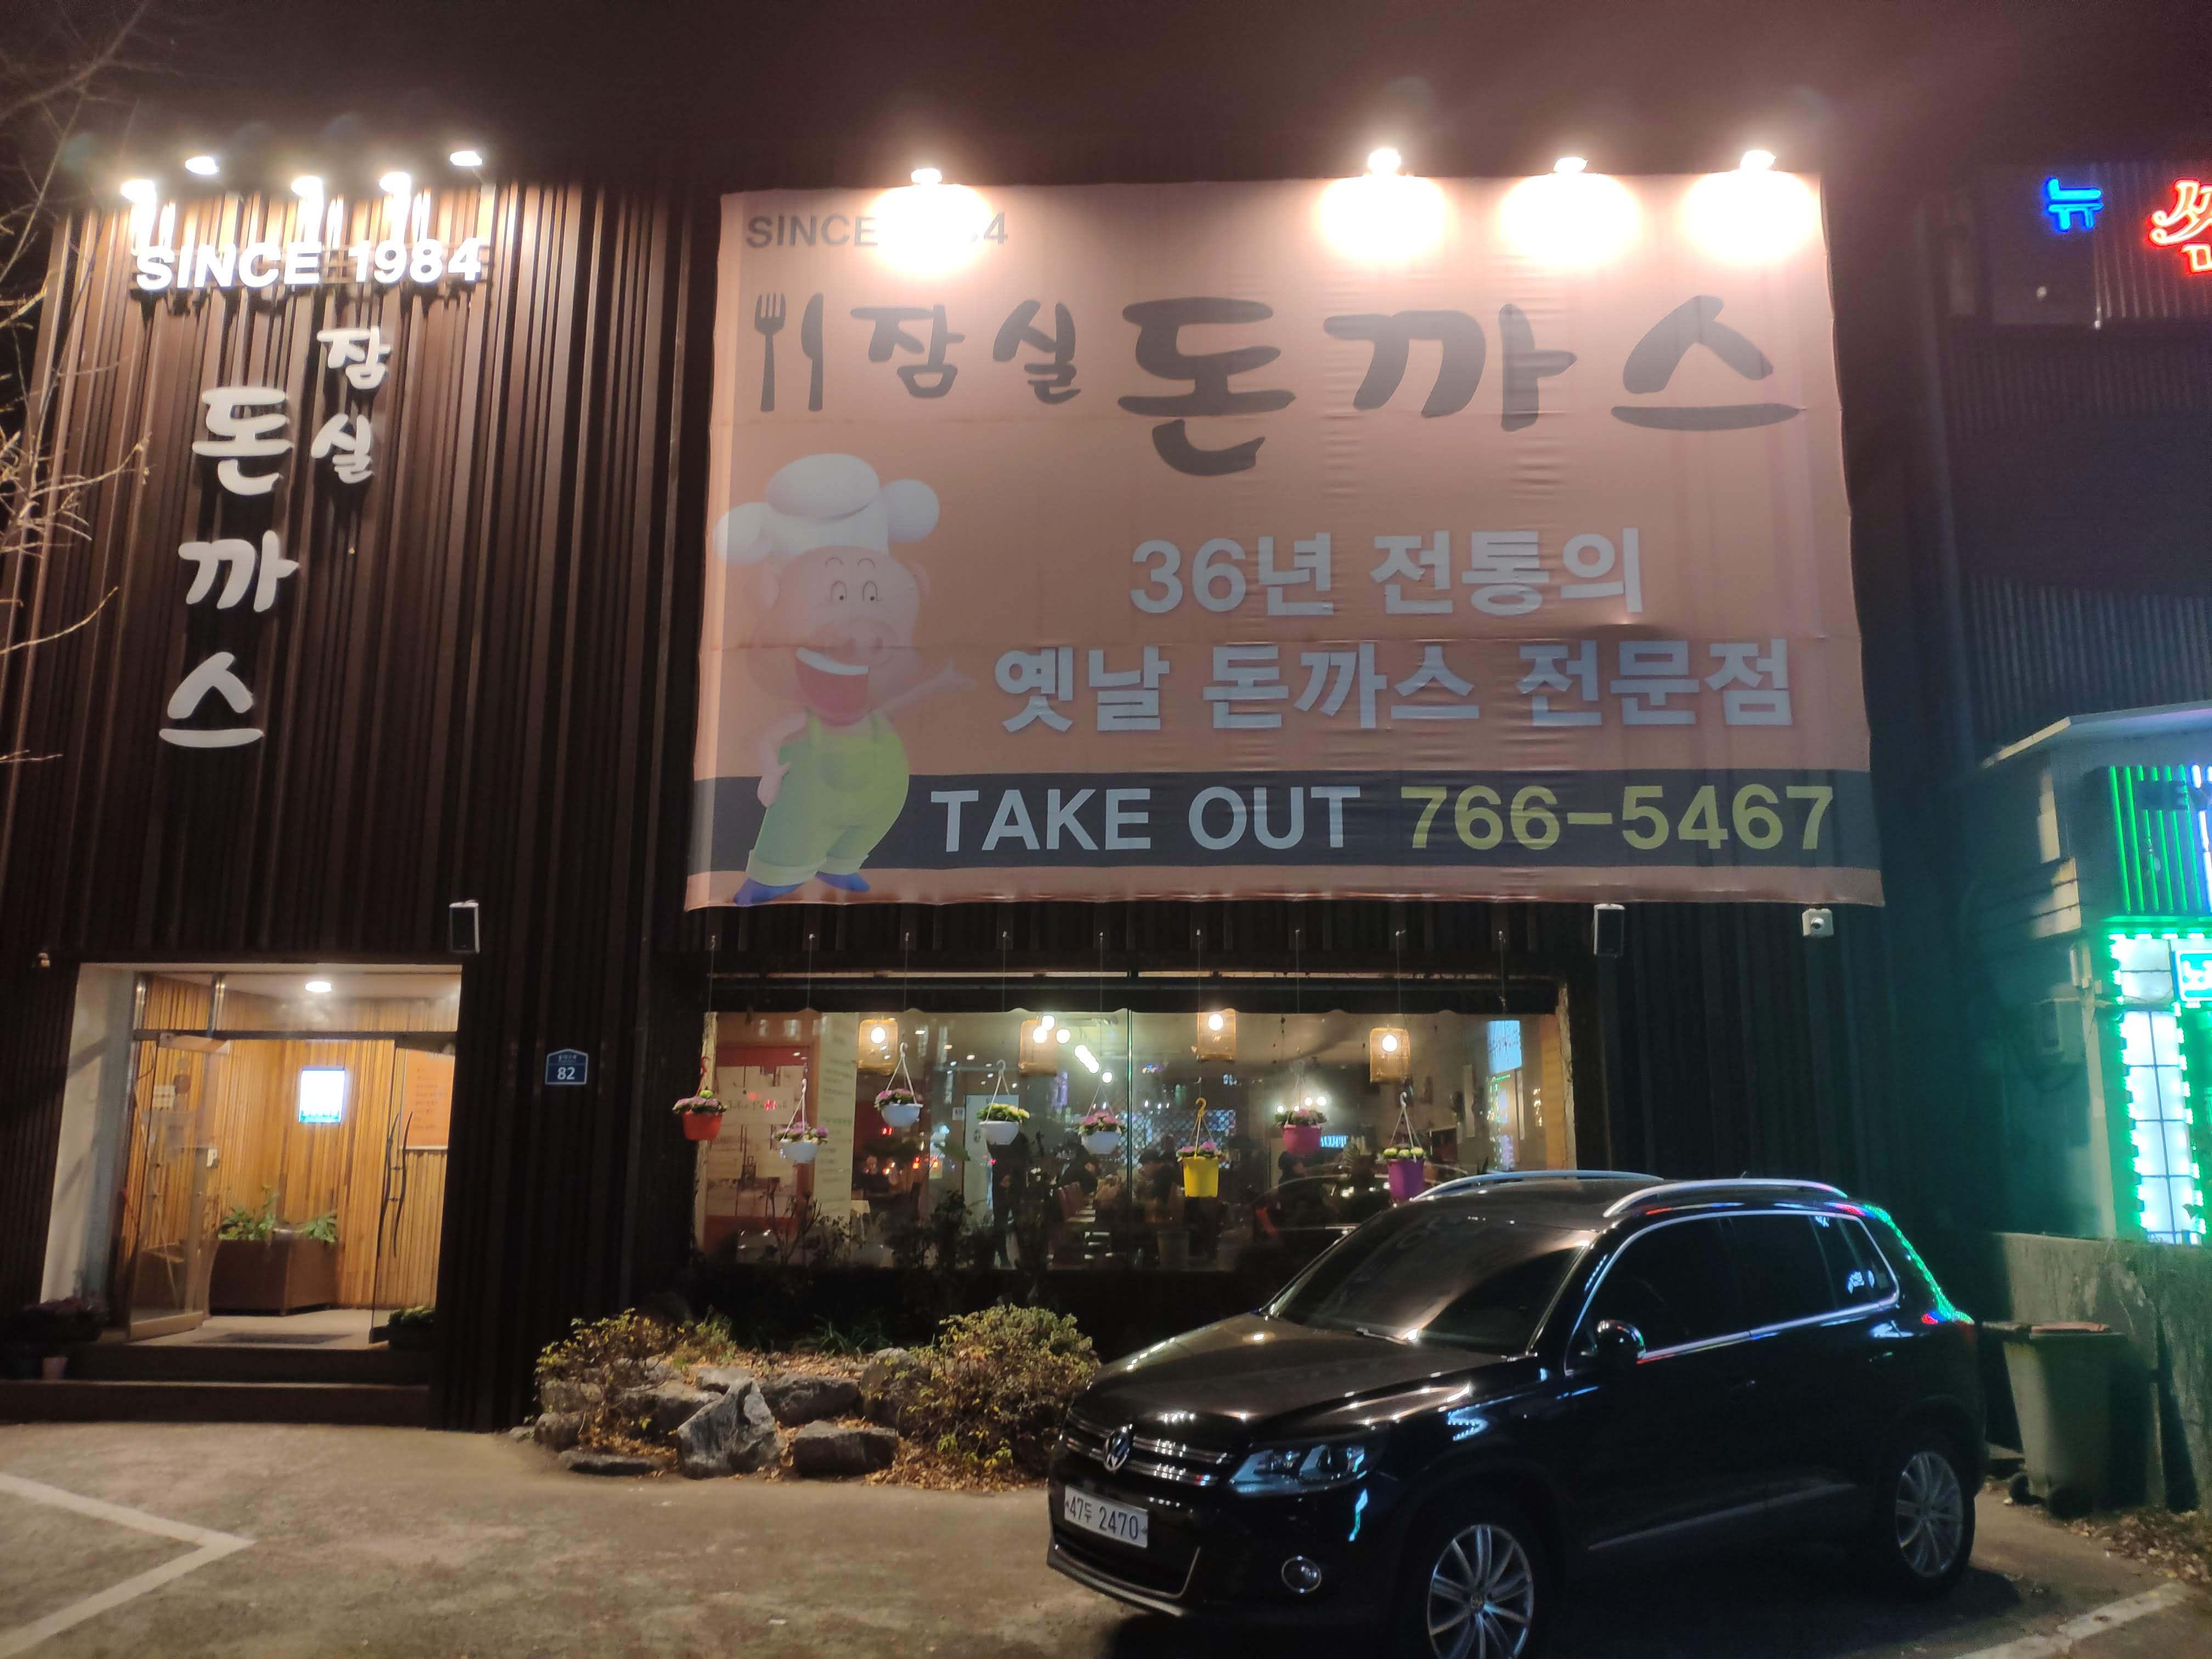 SINCE 1984
잠실
돈까스
SINCE
잠실 돈까스
36년 전통의
옛날 돈까스 전문점
TAKE OUT 766-5467
뉴
82
47두 2470